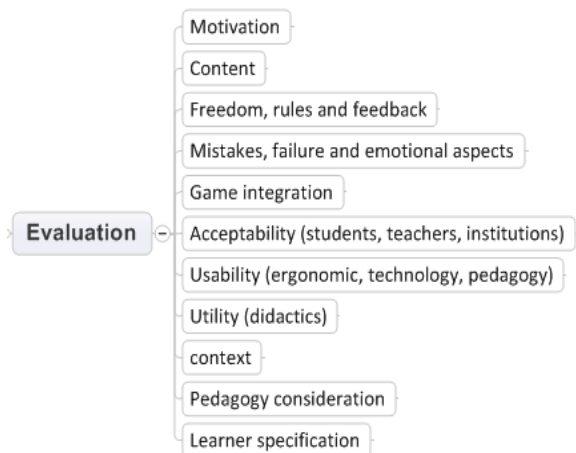 Motivation
Content
Freedom, rules and feedback
Mistakes, failure and emotional aspects
Game integration
Evaluation
Acceptability (students, teachers, institutions)
Usability (ergonomic, technology, pedagogy)
Utility (didactics)
context
Pedagogy consideration
Learner specification